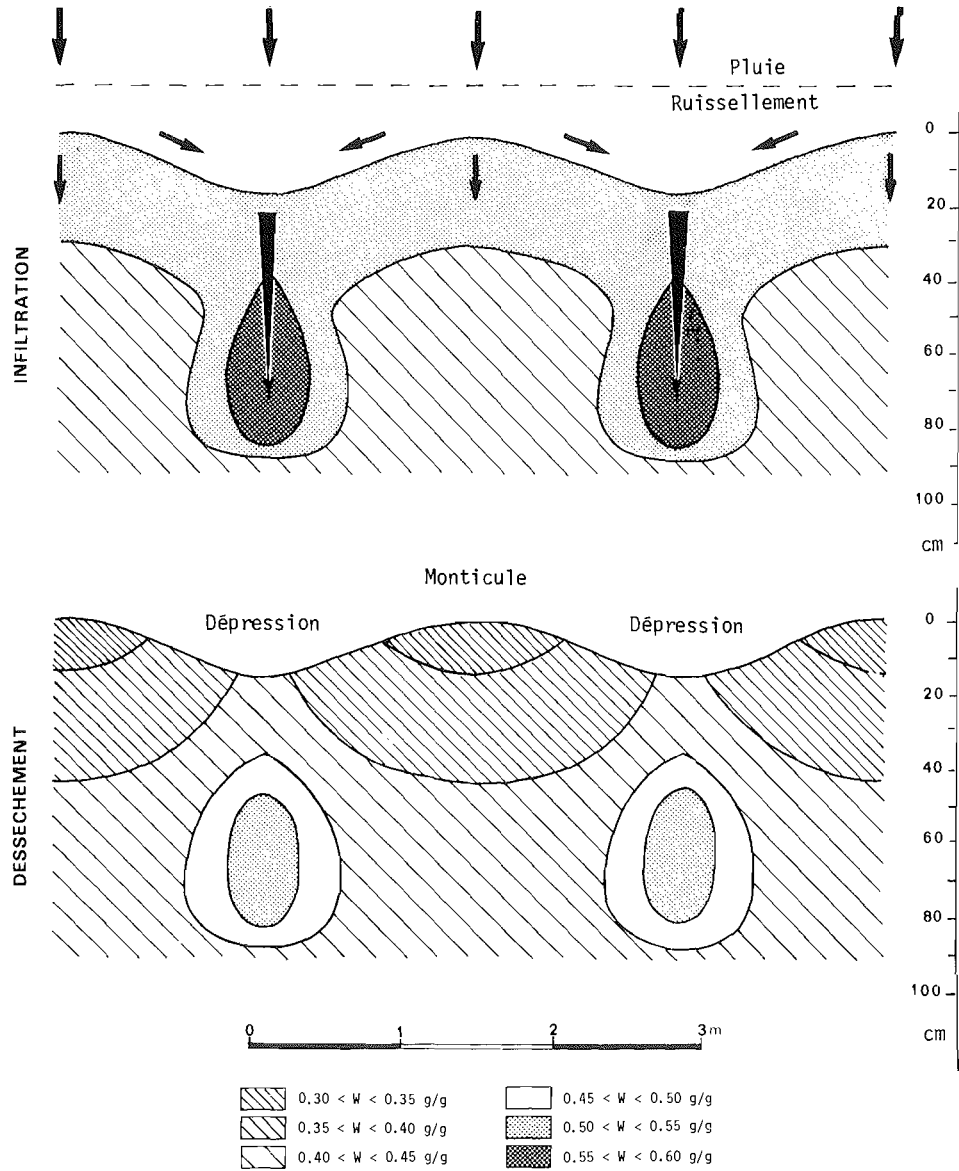 Pluie
Ruissellement
INFILTRATION
0
20
40
60
80
100
cm
Monticule
Dépression
Dépression
DESSECHEMENT
0
20
40
60
80
100
cm
0 1 2 3 m
0.30 < W < 0.35 g/g
0.35 < W < 0.40 g/g
0.40 < W < 0.45 g/g
0.45 < W < 0.50 g/g
0.50 < W < 0.55 g/g
0.55 < W < 0.60 g/g